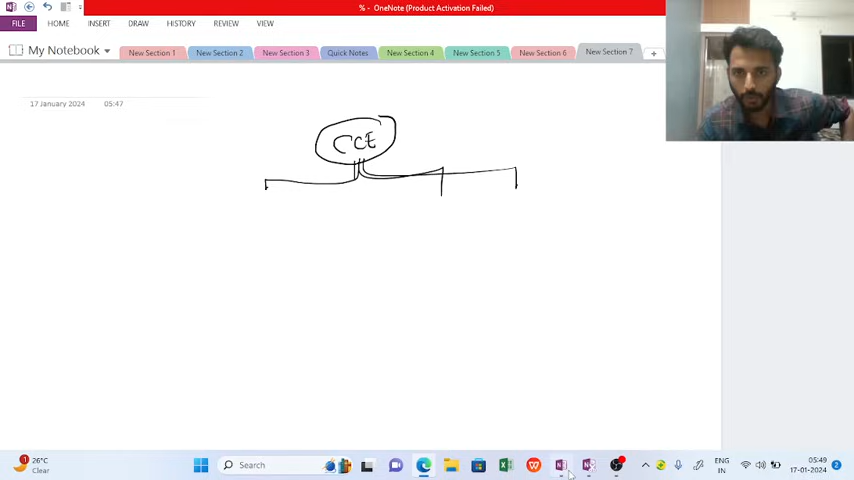 % - OneNote (Product Activation Failed)
FILE HOME INSERT DRAW HISTORY REVIEW VIEW
My Notebook New Section 1 New Section 2 New Section 3 Quick Notes New Section 4 New Section 5 New Section 6 New Section 7
17 January 2024 05:47
CCE
1
26°C
Clear
Search
ENG
IN
05:49
17-01-2024
2